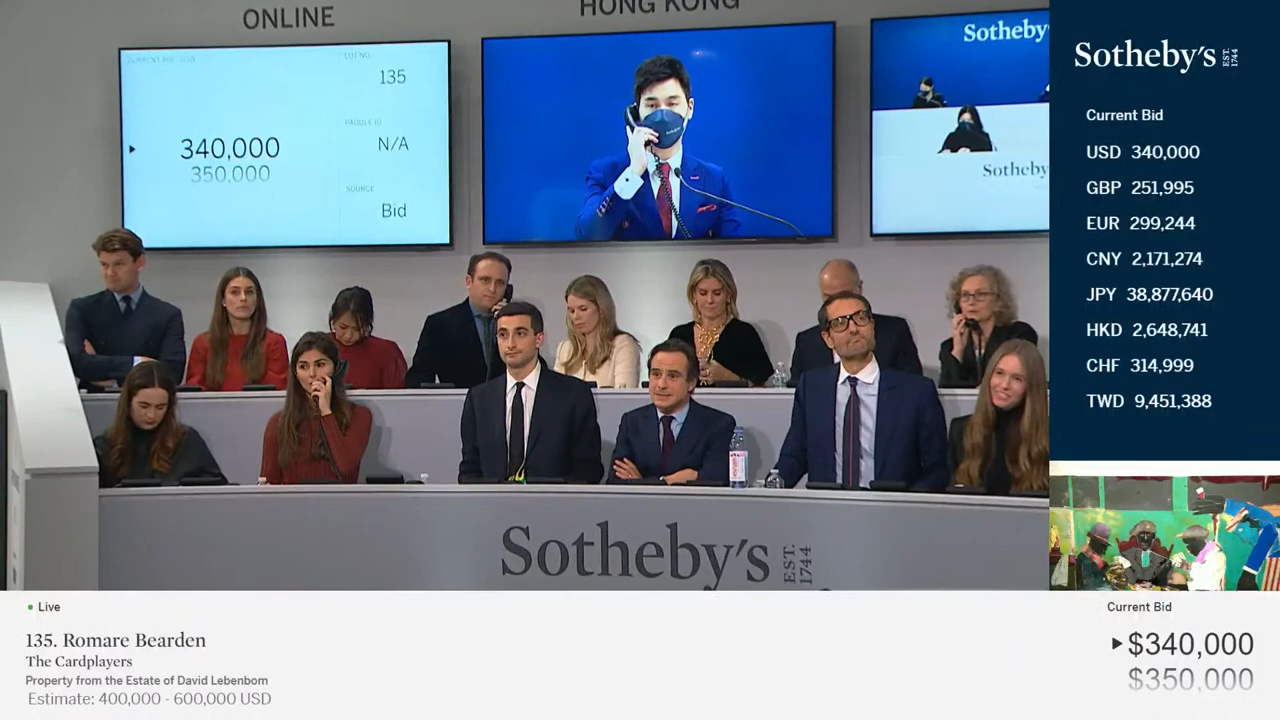 ONLINE
HONG KONG
CURRENT BID USD
LOT NO.
135
PADDLE ID
340,000
N/A
350,000
SOURCE
Bid
Sotheby'
Sotheby
Sotheby's EST. 1744
Current Bid
USD 340,000
GBP 251,995
EUR 299,244
CNY 2,171,274
JPY 38,877,640
HKD 2,648,741
CHF 314,999
TWD 9,451,388
evian
Sotheby's EST. 1744
Live
135. Romare Bearden
The Cardplayers
Property from the Estate of David Lebenbom
Estimate: 400,000 - 600,000 USD
Current Bid
$340,000
$350,000